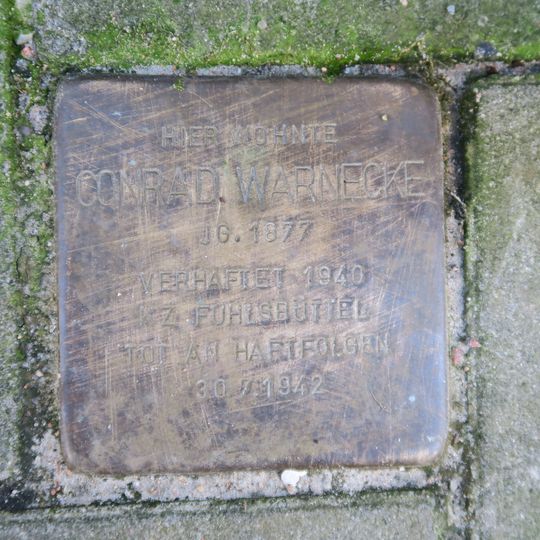 HIER WOHNTE
CONRAD WARNECKE
JG. 1877
VERHAFTET 1940
KZ FUHLSBÜTTEL
TOT AN HAFTFOLGEN
30.7.1942